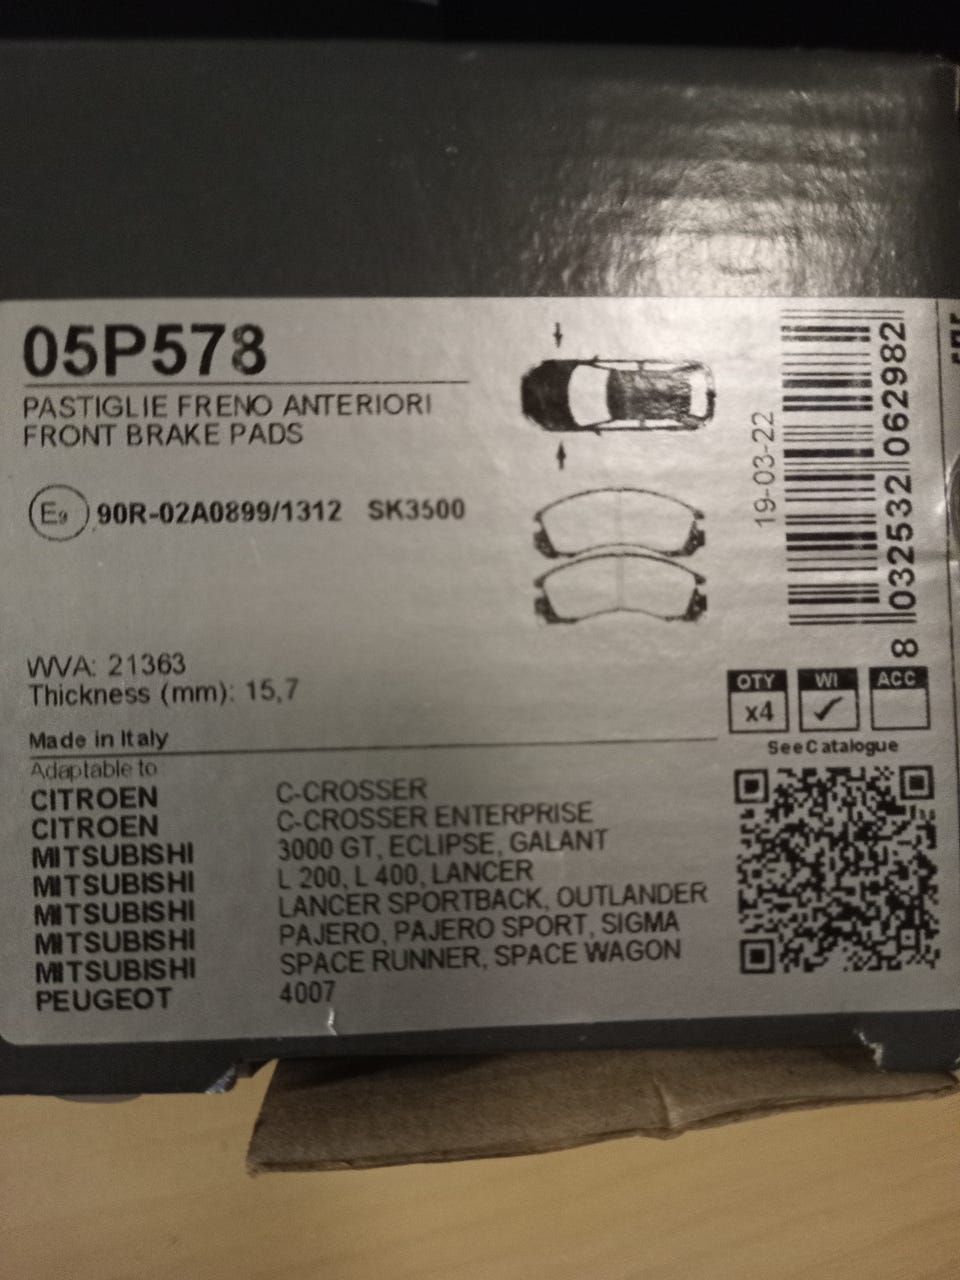 05P578
PASTIGLIE FRENO ANTERIORI
FRONT BRAKE PADS
E9 90R-02A0899/1312 SK3500
WVA: 21363
Thickness (mm): 15,7
Made in Italy
19-03-22
8 032532 062982
QTY WI ACC
x4 ✓
See Catalogue
Adaptable to
CITROEN C-CROSSER
CITROEN C-CROSSER ENTERPRISE
MITSUBISHI 3000 GT, ECLIPSE, GALANT
MITSUBISHI L 200, L 400, LANCER
MITSUBISHI LANCER SPORTBACK, OUTLANDER
MITSUBISHI PAJERO, PAJERO SPORT, SIGMA
MITSUBISHI SPACE RUNNER, SPACE WAGON
PEUGEOT 4007